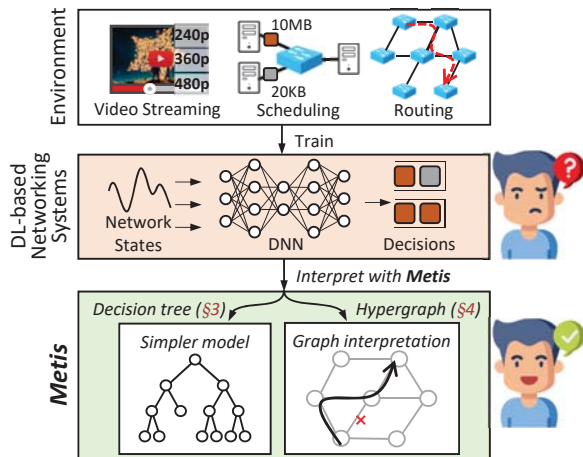 Environment
240p
360p
480p
10MB
20KB
Video Streaming
Scheduling
Routing
Train
DL-based
Networking
Systems
Network
States
DNN
Decisions
?
Interpret with Metis
Metis
Decision tree (§3)
Hypergraph (§4)
Simpler model
Graph interpretation